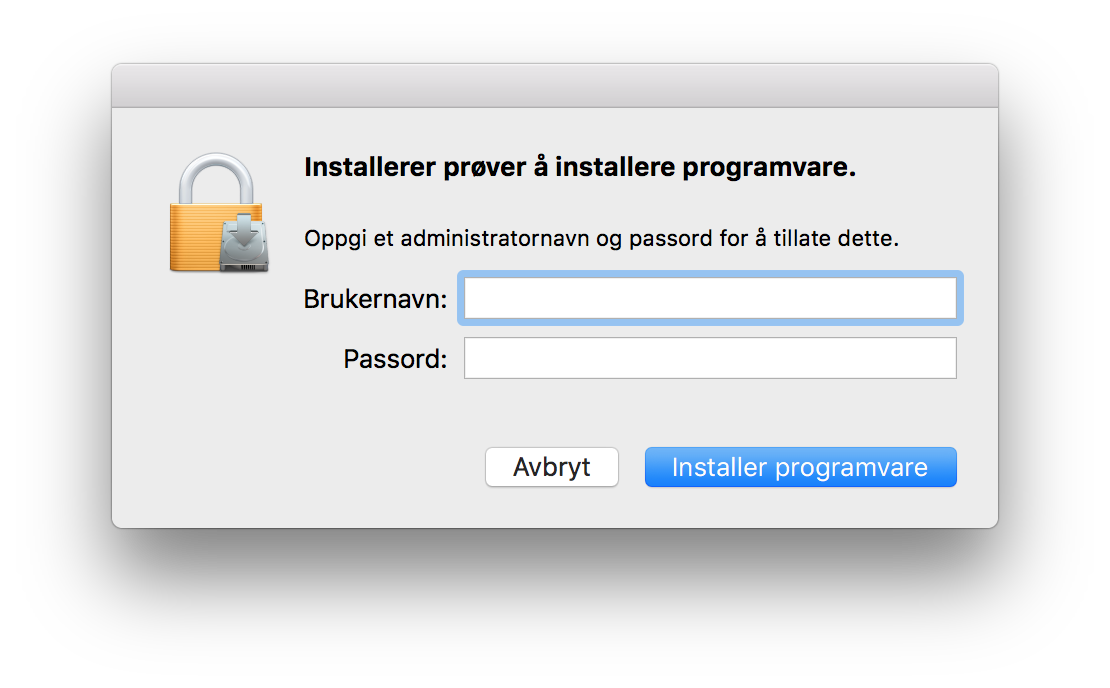 Installerer prøver å installere programvare.
Oppgi et administratornavn og passord for å tillate dette.
Brukernavn:
Passord:
Avbryt
Installer programvare